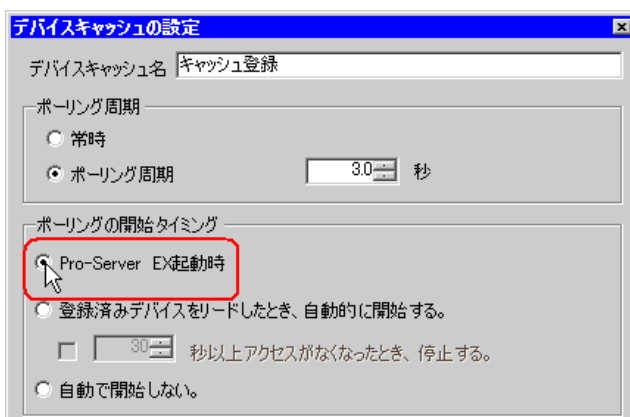 デバイスキャッシュの設定
デバイスキャッシュ名 キャッシュ登録
ポーリング周期
常時
ポーリング周期 3.0 秒
ポーリングの開始タイミング
Pro-Server EX起動時
登録済みデバイスをリードしたとき、自動的に開始する。
30 秒以上アクセスがなくなったとき、停止する。
自動で開始しない。